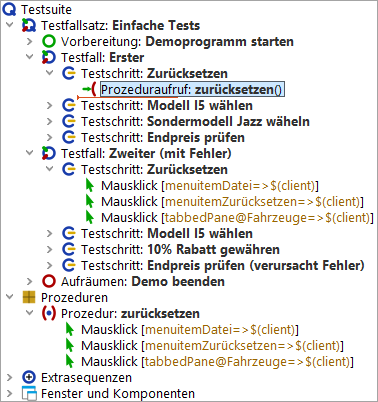 Testsuite
Testfallsatz: Einfache Tests
Vorbereitung: Demoprogramm starten
Testfall: Erster
Testschritt: Zurücksetzen
Prozeduraufruf: zurücksetzen()
Testschritt: Modell I5 wählen
Testschritt: Sondermodell Jazz wäheln
Testschritt: Endpreis prüfen
Testfall: Zweiter (mit Fehler)
Testschritt: Zurücksetzen
Mausklick [menuitemDatei=>$(client)]
Mausklick [menuitemZurücksetzen=>$(client)]
Mausklick [tabbedPane@Fahrzeuge=>$(client)]
Testschritt: Modell I5 wählen
Testschritt: 10% Rabatt gewähren
Testschritt: Endpreis prüfen (verursacht Fehler)
Aufräumen: Demo beenden
Prozeduren
Prozedur: zurücksetzen
Mausklick [menuitemDatei=>$(client)]
Mausklick [menuitemZurücksetzen=>$(client)]
Mausklick [tabbedPane@Fahrzeuge=>$(client)]
Extrasequenzen
Fenster und Komponenten